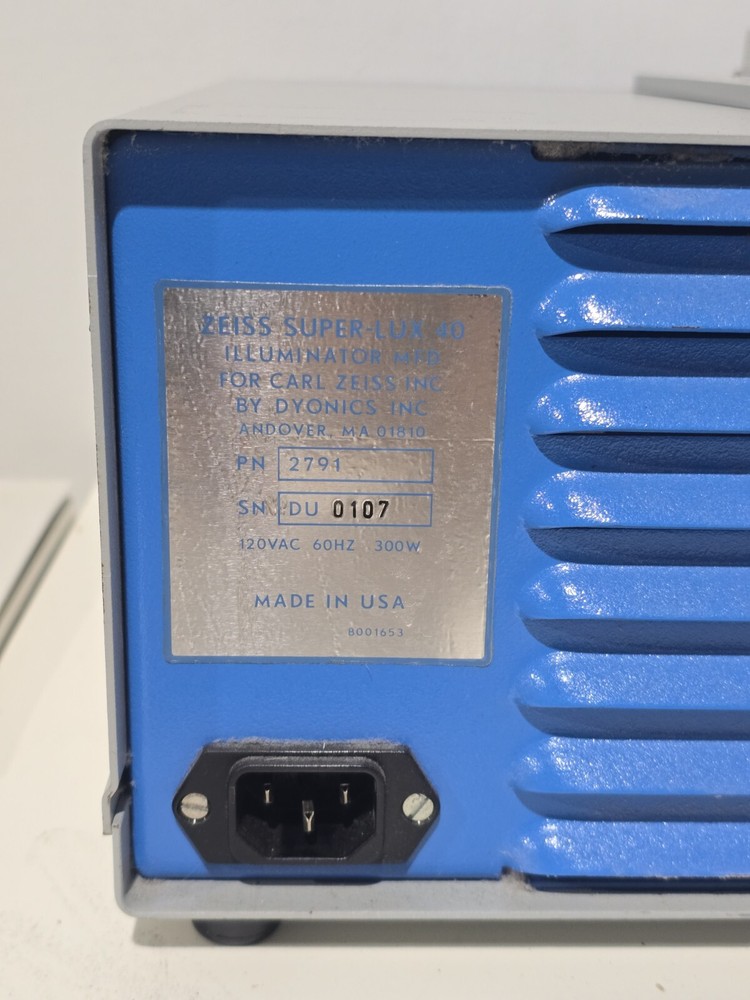 ZEISS SUPER-LUX 40
ILLUMINATOR MFD
FOR CARL ZEISS INC.
BY DYONICS INC
ANDOVER, MA 01810
PN 2791
SN DU 0107
120VAC 60HZ 300W
MADE IN USA
8001653